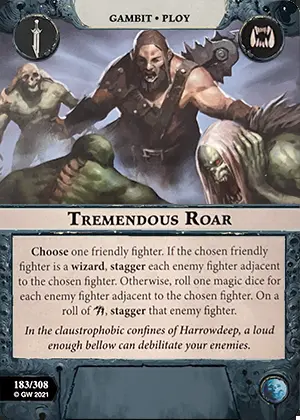 GAMBIT • PLOY
TREMENDOUS ROAR
Choose one friendly fighter. If the chosen friendly
fighter is a wizard, stagger each enemy fighter adjacent
to the chosen fighter. Otherwise, roll one magic dice for
each enemy fighter adjacent to the chosen fighter. On a
roll of , stagger that enemy fighter.
In the claustrophobic confines of Harrowdeep, a loud
enough bellow can debilitate your enemies.
183/308
© GW 2021